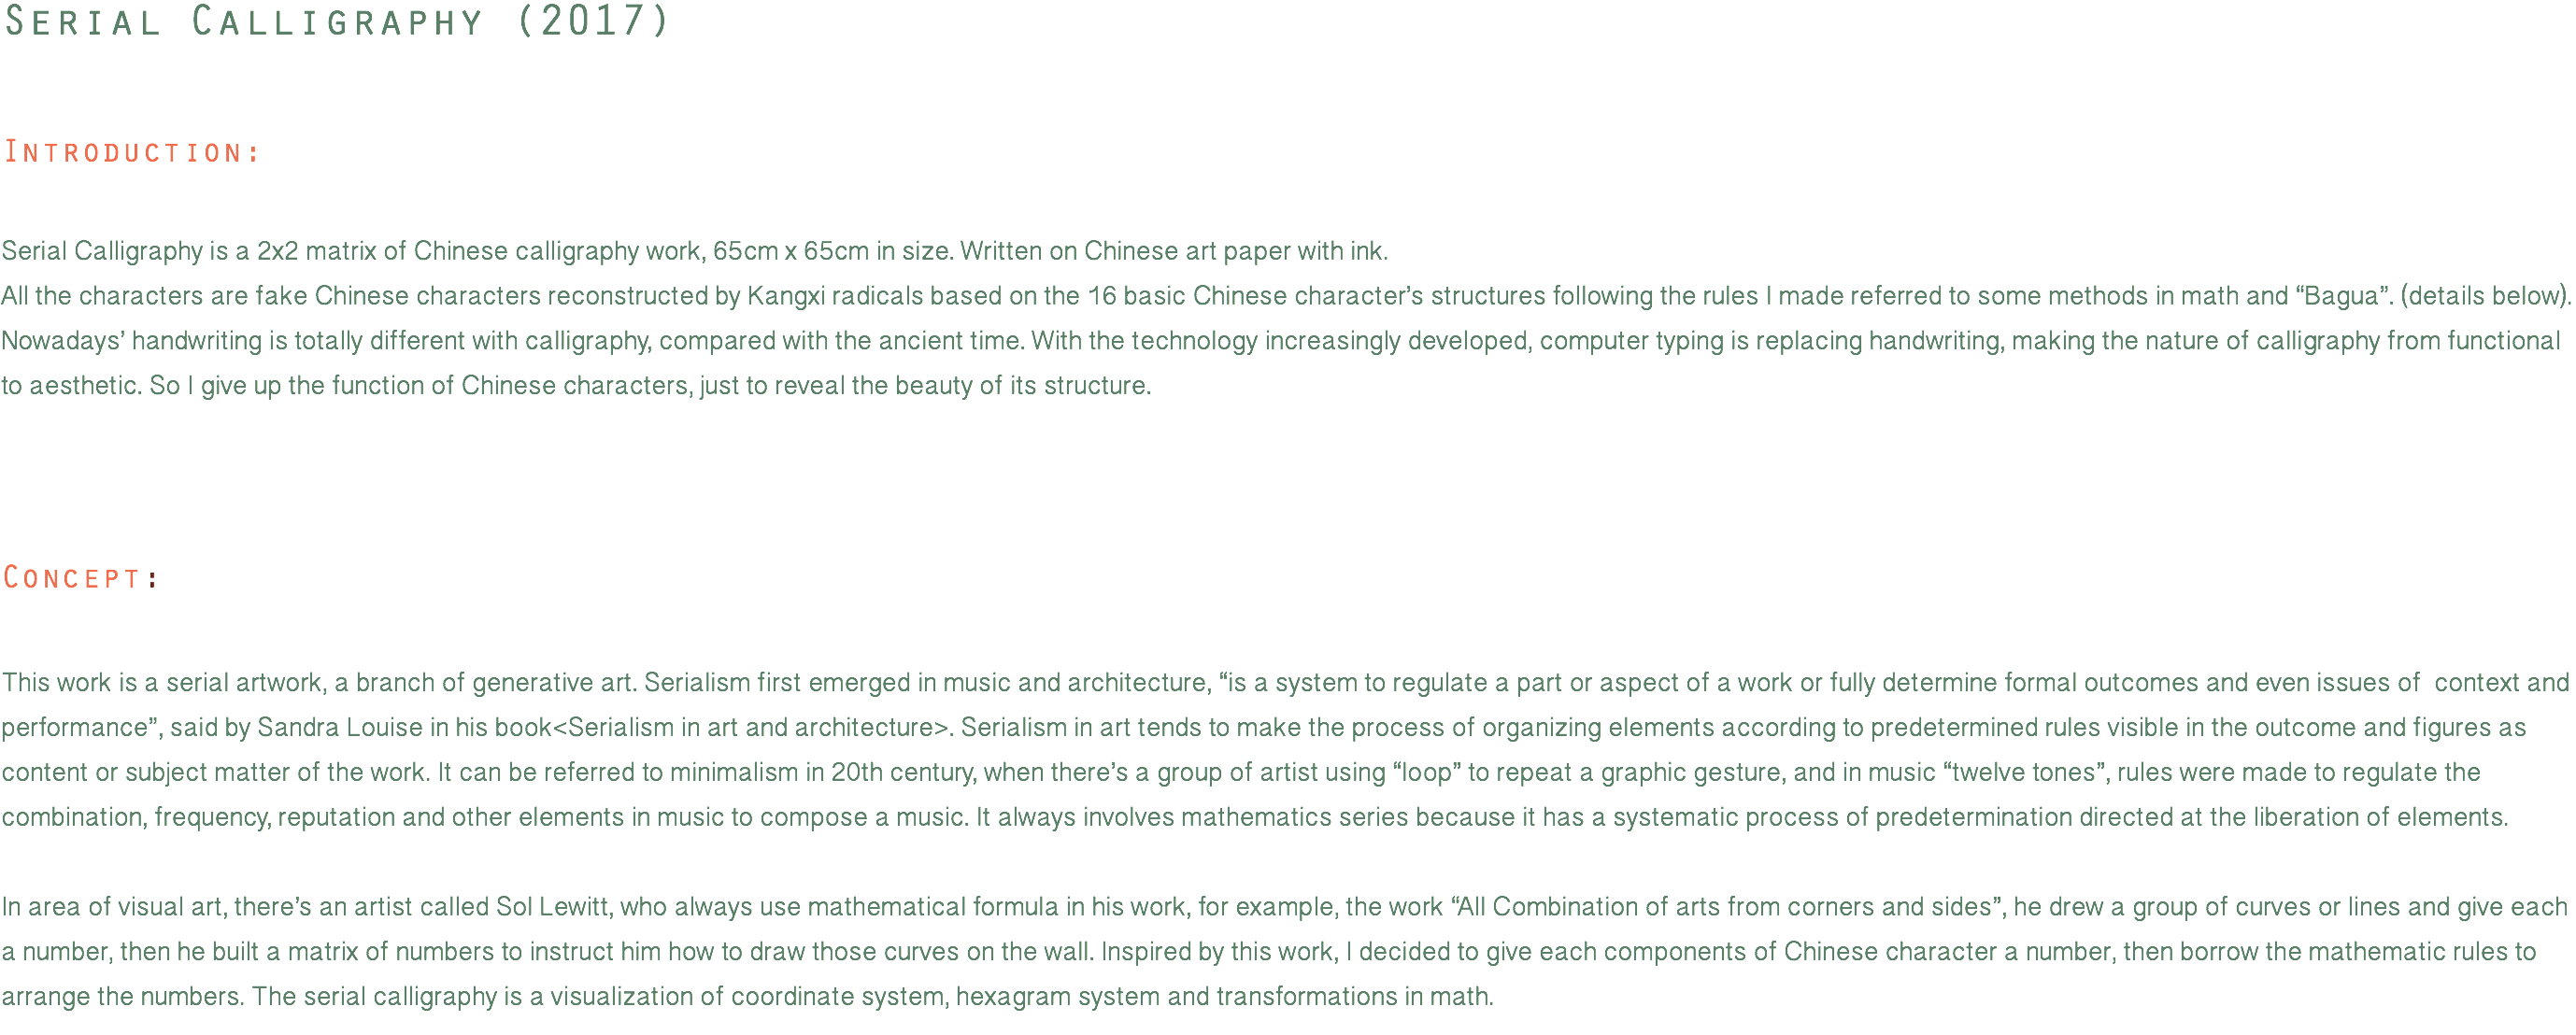 Serial Calligraphy (2017)
Introduction:
Serial Calligraphy is a 2x2 matrix of Chinese calligraphy work, 65cm x 65cm in size. Written on Chinese art paper with ink.
All the characters are fake Chinese characters reconstructed by Kangxi radicals based on the 16 basic Chinese character’s structures following the rules I made referred to some methods in math and “Bagua”. (details below).
Nowadays’ handwriting is totally different with calligraphy, compared with the ancient time. With the technology increasingly developed, computer typing is replacing handwriting, making the nature of calligraphy from functional
to aesthetic. So I give up the function of Chinese characters, just to reveal the beauty of its structure.
Concept:
This work is a serial artwork, a branch of generative art. Serialism first emerged in music and architecture, “is a system to regulate a part or aspect of a work or fully determine formal outcomes and even issues of  context and
performance”, said by Sandra Louise in his book<Serialism in art and architecture>. Serialism in art tends to make the process of organizing elements according to predetermined rules visible in the outcome and figures as
content or subject matter of the work. It can be referred to minimalism in 20th century, when there’s a group of artist using “loop” to repeat a graphic gesture, and in music “twelve tones”, rules were made to regulate the
combination, frequency, reputation and other elements in music to compose a music. It always involves mathematics series because it has a systematic process of predetermination directed at the liberation of elements.
In area of visual art, there’s an artist called Sol Lewitt, who always use mathematical formula in his work, for example, the work “All Combination of arts from corners and sides”, he drew a group of curves or lines and give each
a number, then he built a matrix of numbers to instruct him how to draw those curves on the wall. Inspired by this work, I decided to give each components of Chinese character a number, then borrow the mathematic rules to
arrange the numbers. The serial calligraphy is a visualization of coordinate system, hexagram system and transformations in math.